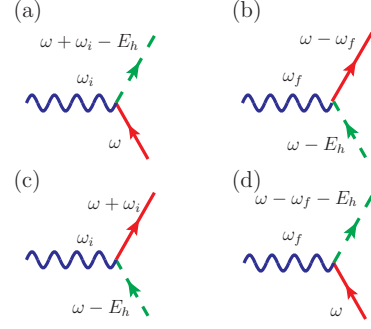 (a)
ω + ω_i − E_h
ω_i
ω
(b)
ω − ω_f
ω_f
ω − E_h
(c)
ω + ω_i
ω_i
ω − E_h
(d)
ω − ω_f − E_h
ω_f
ω